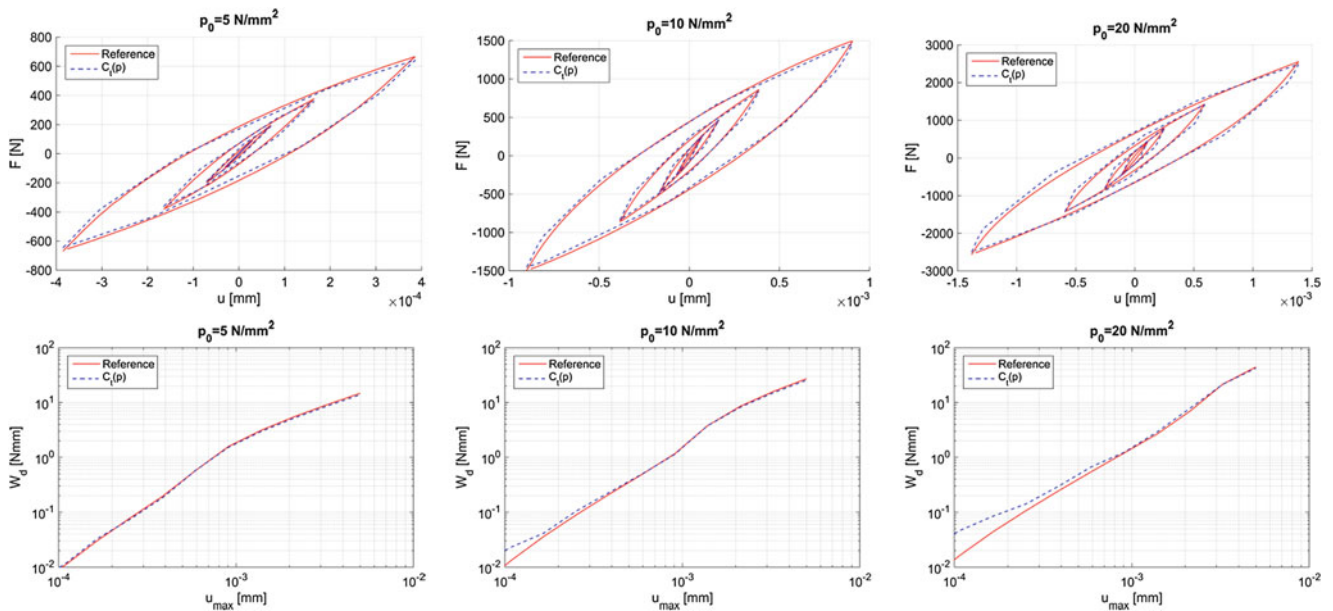 p0=5 N/mm2
Reference
Ct(p)
800
600
400
200
0
-200
-400
-600
-800
F [N]
-4 -3 -2 -1 0 1 2 3 4
u [mm]
×10-4
p0=10 N/mm2
Reference
Ct(p)
1500
1000
500
0
-500
-1000
-1500
F [N]
-1 -0.5 0 0.5 1
u [mm]
×10-3
p0=20 N/mm2
Reference
Ct(p)
3000
2000
1000
0
-1000
-2000
-3000
F [N]
-1.5 -1 -0.5 0 0.5 1 1.5
u [mm]
×10-3
p0=5 N/mm2
Reference
Ct(p)
102
101
100
10-1
10-2
Wd [Nmm]
10-4 10-3 10-2
umax [mm]
p0=10 N/mm2
Reference
Ct(p)
102
101
100
10-1
10-2
Wd [Nmm]
10-4 10-3 10-2
umax [mm]
p0=20 N/mm2
Reference
Ct(p)
102
101
100
10-1
10-2
Wd [Nmm]
10-4 10-3 10-2
umax [mm]